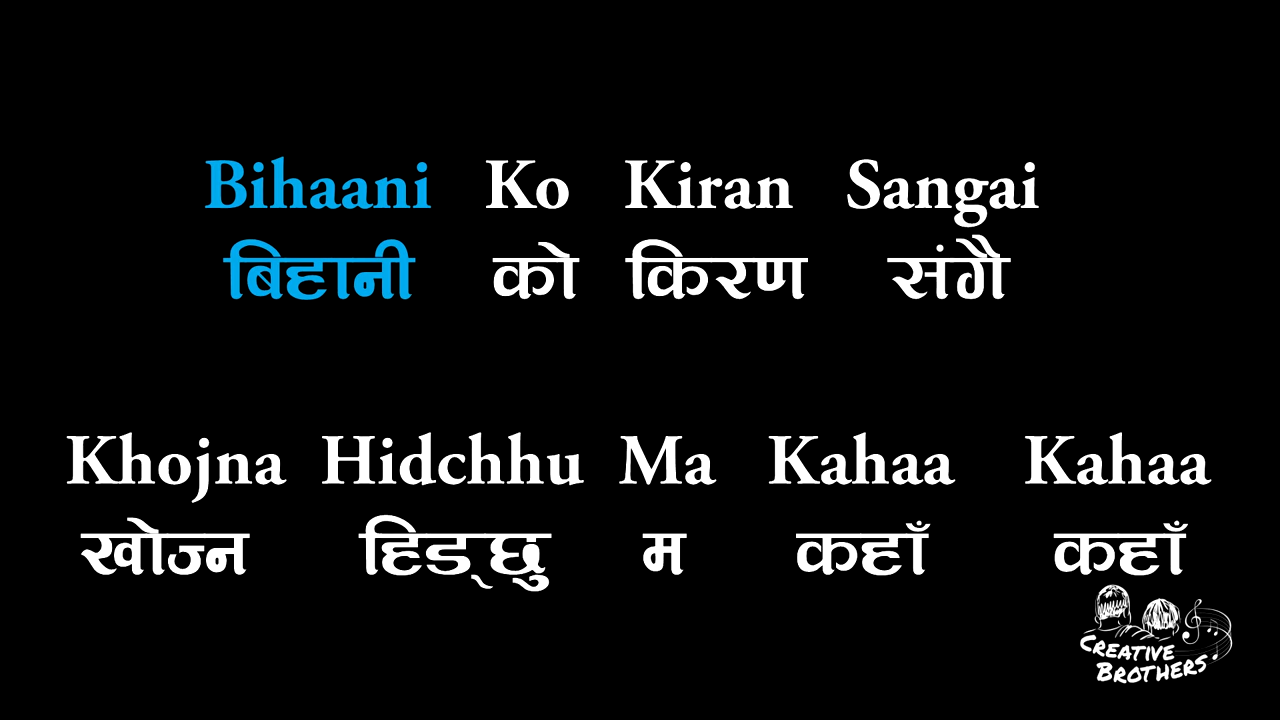 Bihaani Ko Kiran Sangai
बिहानी को किरण संगै
Khojna Hidchhu Ma Kahaa Kahaa
खोज्न हिड्छु म कहाँ कहाँ
CREATIVE
BROTHERS